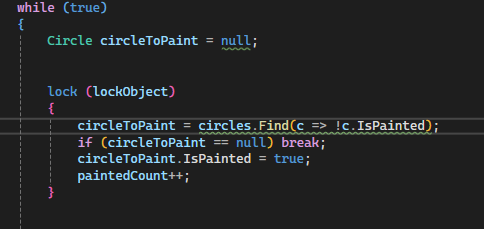 while (true)
{
Circle circleToPaint = null;
lock (lockObject)
{
circleToPaint = circles.Find(c => !c.IsPainted);
if (circleToPaint == null) break;
circleToPaint.IsPainted = true;
paintedCount++;
}